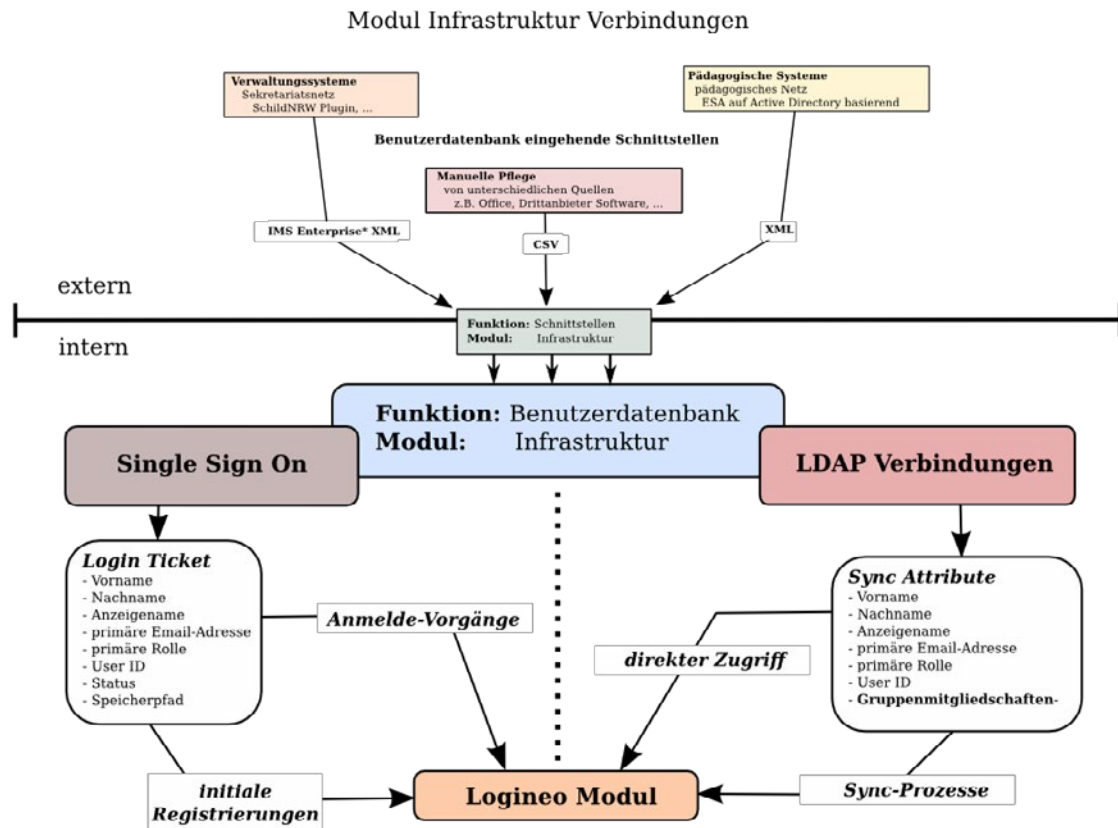 Modul Infrastruktur Verbindungen
Verwaltungssysteme
Sekretariatsnetz
SchildNRW Plugin, ...
Pädagogische Systeme
pädagogisches Netz
ESA auf Active Directory basierend
Benutzerdatenbank eingehende Schnittstellen
Manuelle Pflege
von unterschiedlichen Quellen
z.B. Office, Drittanbieter Software, ...
IMS Enterprise* XML
CSV
XML
extern
intern
Funktion: Schnittstellen
Modul: Infrastruktur
Funktion: Benutzerdatenbank
Modul: Infrastruktur
Single Sign On
LDAP Verbindungen
Login Ticket
- Vorname
- Nachname
- Anzeigename
- primäre Email-Adresse
- primäre Rolle
- User ID
- Status
- Speicherpfad
Sync Attribute
- Vorname
- Nachname
- Anzeigename
- primäre Email-Adresse
- primäre Rolle
- User ID
- Gruppenmitgliedschaften-
Anmelde-Vorgänge
direkter Zugriff
initiale
Registrierungen
Logineo Modul
Sync-Prozesse